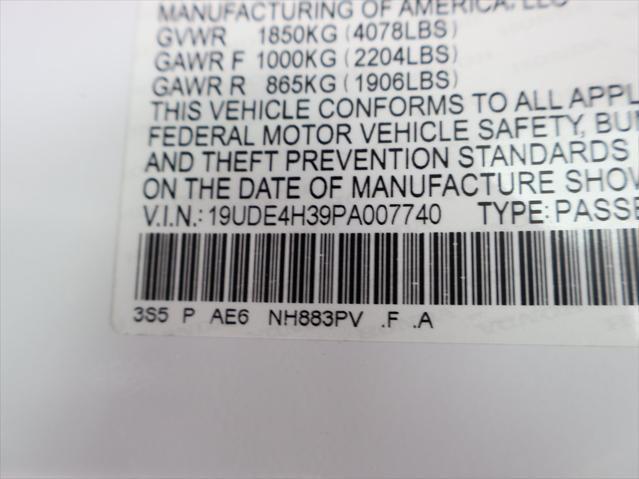 MANUFACTURING OF AMERICA, LLC
GVWR 1850KG (4078LBS)
GAWR F 1000KG (2204LBS)
GAWR R 865KG (1906LBS)
THIS VEHICLE CONFORMS TO ALL APPL
FEDERAL MOTOR VEHICLE SAFETY, BUM
AND THEFT PREVENTION STANDARDS
ON THE DATE OF MANUFACTURE SHOW
V.I.N.: 19UDE4H39PA007740 TYPE: PASSE
3S5 P AE6 NH883PV .F .A